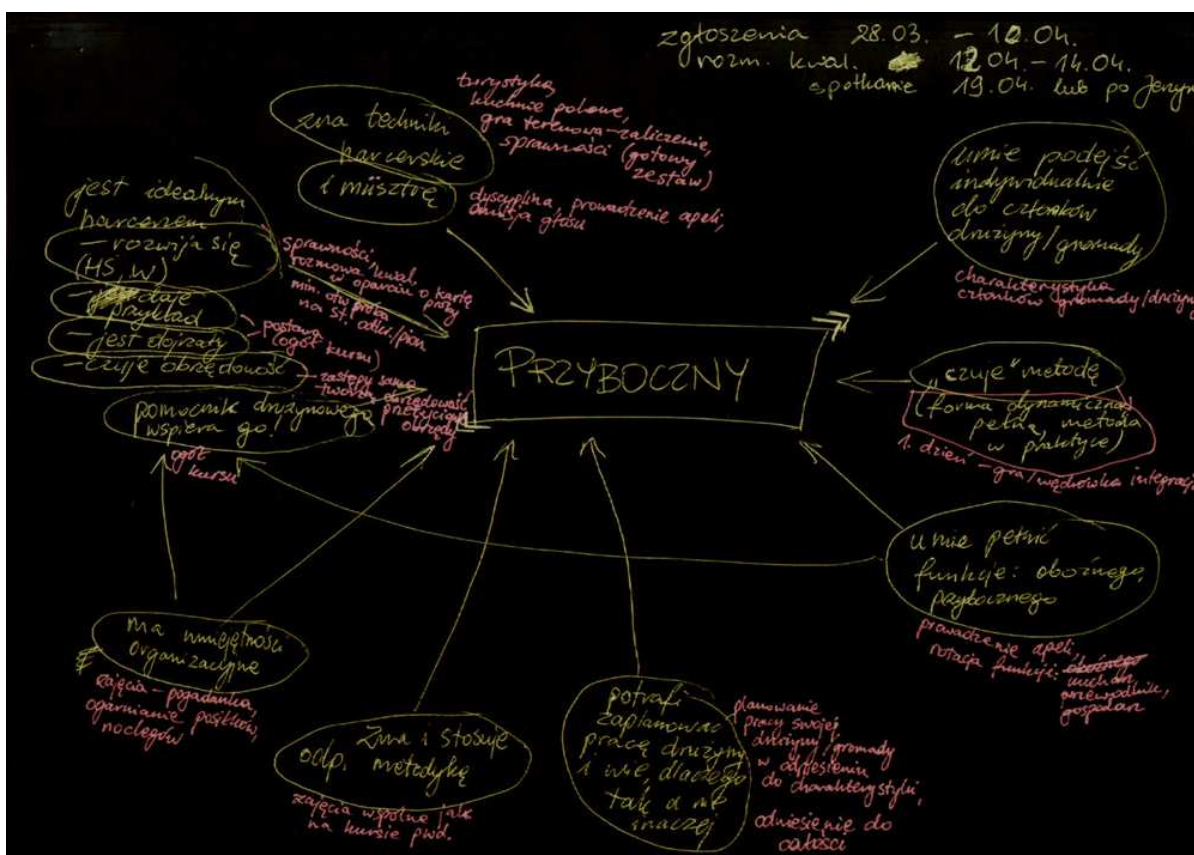 zgłoszenia 28.03. – 10.04.
rozm. kwal. 12.04. – 14.04.
spotkanie 19.04. lub po Jerzym
zna techniki
harcerskie
i musztrę
turystyka,
kuchnie polowe,
gra terenowa – zaliczenie,
sprawności (gotowy
zestaw)
dyscyplina, prowadzenie apeli,
emisja głosu
umie podejść
indywidualnie
do członków
drużyny/gromady
charakterystyka
członków gromady/drużyny
jest idealnym
harcerzem
– rozwija się
(HS, W)
– daje
przykład
– jest dojrzały
– czuje obrzędowość
sprawności, kwal,
rozmowa o kartę
w oparciu próby
min. otw. próba
na st. odkr./pion.
postawa
(ogół kursu)
– zastępy same
tworzą obrzędowość
przeżyciową
obrzędy
pomocnik drużynowego,
wspiera go!
ogół
kursu
PRZYBOCZNY
„czuje" metodę
(forma dynamiczna,
pełna metoda
w praktyce)
1. dzień – gra/wędrówka integracyj
umie pełnić
funkcje: oboźnego,
przybocznego
prowadzenie apeli,
rotacja funkcji:
kucharz,
przewodnik,
gospodarz
ma umiejętności
organizacyjne
zajęcia – pogadanka,
ogarnianie posiłków,
noclegów
Zna i stosuje
odp. metodykę
zajęcia wspólne jak
na kursie pwd.
potrafi
zaplanować
pracę drużyny
i wie, dlaczego
tak a nie
inaczej
planowanie
pracy swojej
drużyny/gromady
w odniesieniu
do charakterystyki,
odniesienie do
całości